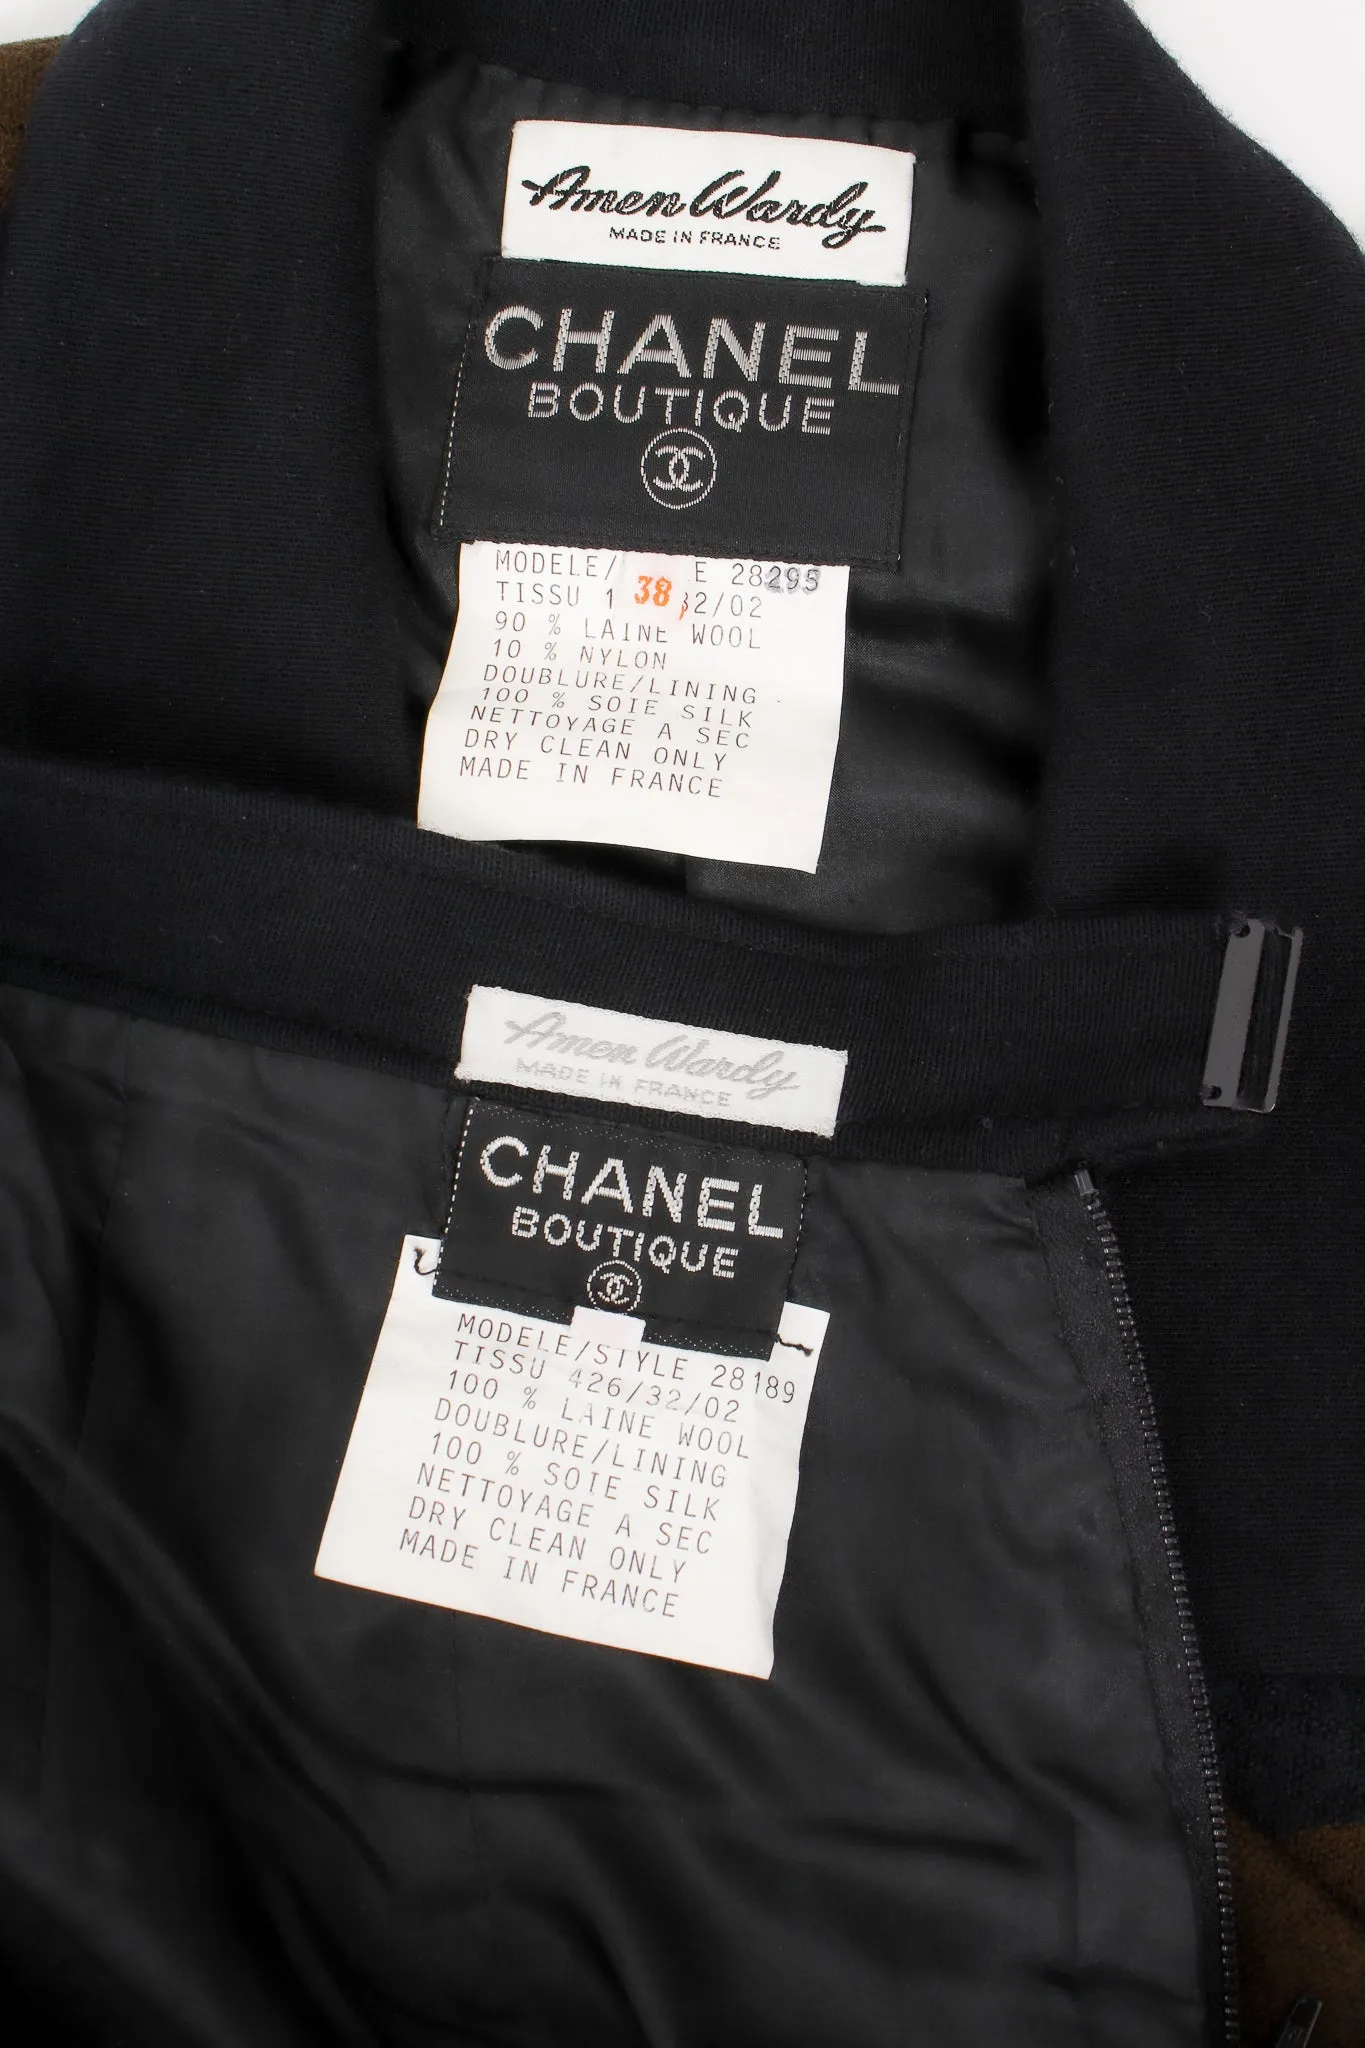 Amen Wardy
MADE IN FRANCE
CHANEL
BOUTIQUE
MODELE/ E 28295
TISSU 1 38 32/02
90 % LAINE WOOL
10 % NYLON
DOUBLURE/LINING
100 % SOIE SILK
NETTOYAGE A SEC
DRY CLEAN ONLY
MADE IN FRANCE
Amen Wardy
MADE IN FRANCE
CHANEL
BOUTIQUE
MODELE/STYLE 28189
TISSU 426/32/02
100 % LAINE WOOL
DOUBLURE/LINING
100 % SOIE SILK
NETTOYAGE A SEC
DRY CLEAN ONLY
MADE IN FRANCE